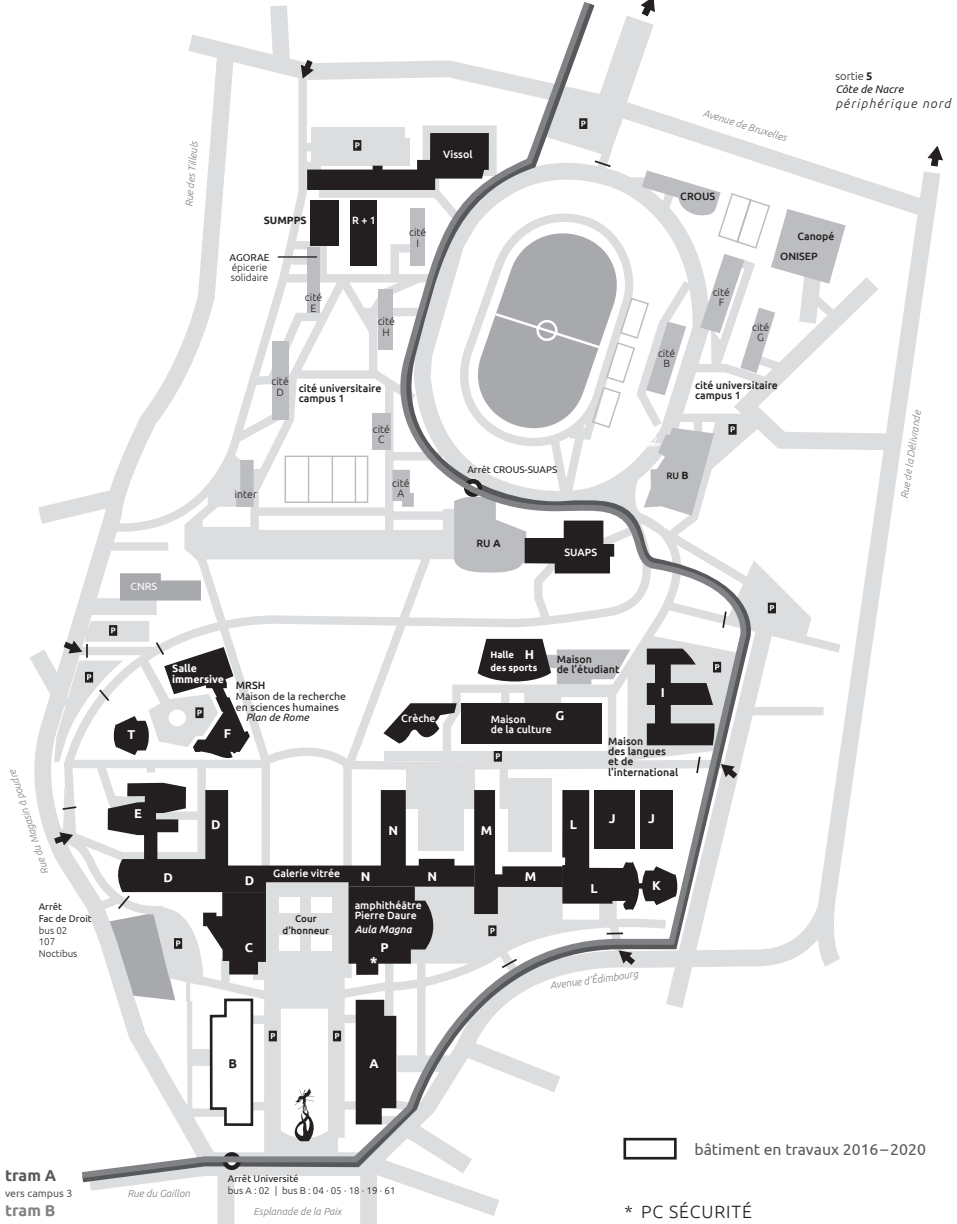 sortie 5
Côte de Nacre
périphérique nord
Avenue de Bruxelles
Rue des Tilleuls
P
P
Vissol
CROUS
SUMPPS
R + 1
cité
I
Canopé
ONISEP
AGORAE
épicerie
solidaire
cité
E
cité
H
cité
F
cité
G
cité
B
cité
D
cité universitaire
campus 1
cité universitaire
campus 1
cité
C
P
Rue de la Délivrande
Arrêt CROUS-SUAPS
cité
A
inter
RU B
RU A
SUAPS
CNRS
P
P
Halle H
des sports
Maison
de l'étudiant
Salle
immersive
P
P
MRSH
Maison de la recherche
en sciences humaines
Plan de Rome
P
I
T
F
Crèche
Maison
de la culture
G
Maison
des langues
et de
l'international
P
Rue du Magasin à poudre
E
D
N
M
L
J
J
D
D
Galerie vitrée
N
N
M
L
K
Arrêt
Fac de Droit
bus 02
107
Noctibus
P
C
Cour
d'honneur
amphithéâtre
Pierre Daure
Aula Magna
P
*
P
Avenue d'Édimbourg
P
P
B
A
bâtiment en travaux 2016–2020
tram A
vers campus 3
tram B
Rue du Gaillon
Arrêt Université
bus A : 02 | bus B : 04 · 05 · 18 · 19 · 61
Esplanade de la Paix
* PC SÉCURITÉ